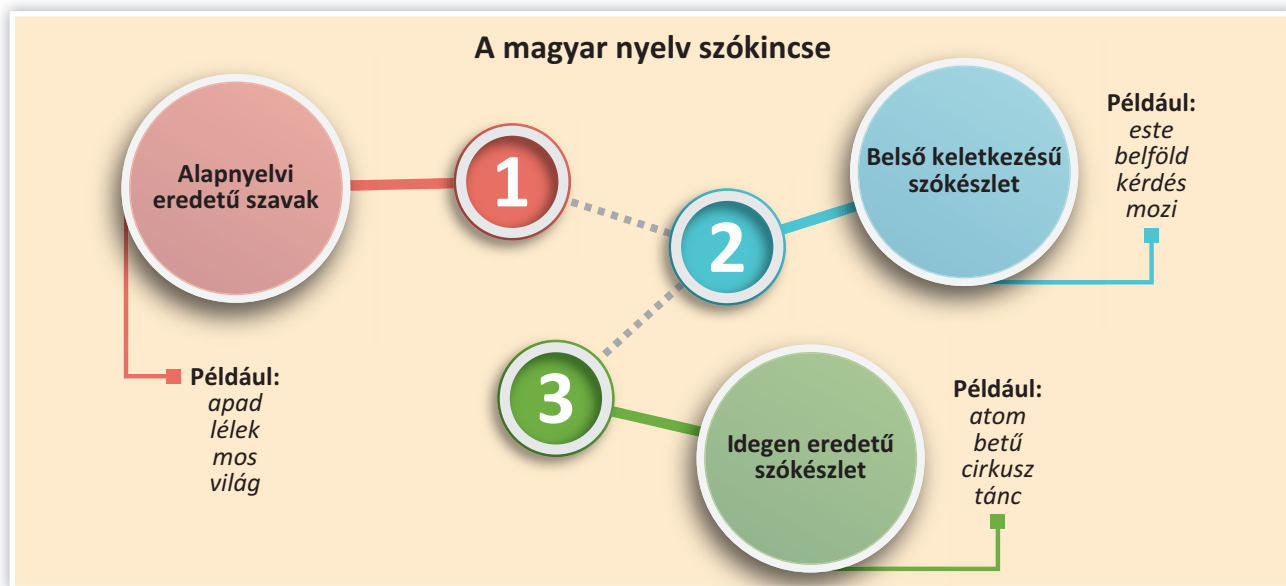 A magyar nyelv szókincse
Alapnyelvi
eredetű szavak
1
Például:
apad
lélek
mos
világ
2
Belső keletkezésű
szókészlet
Például:
este
belföld
kérdés
mozi
3
Idegen eredetű
szókészlet
Például:
atom
betű
cirkusz
tánc